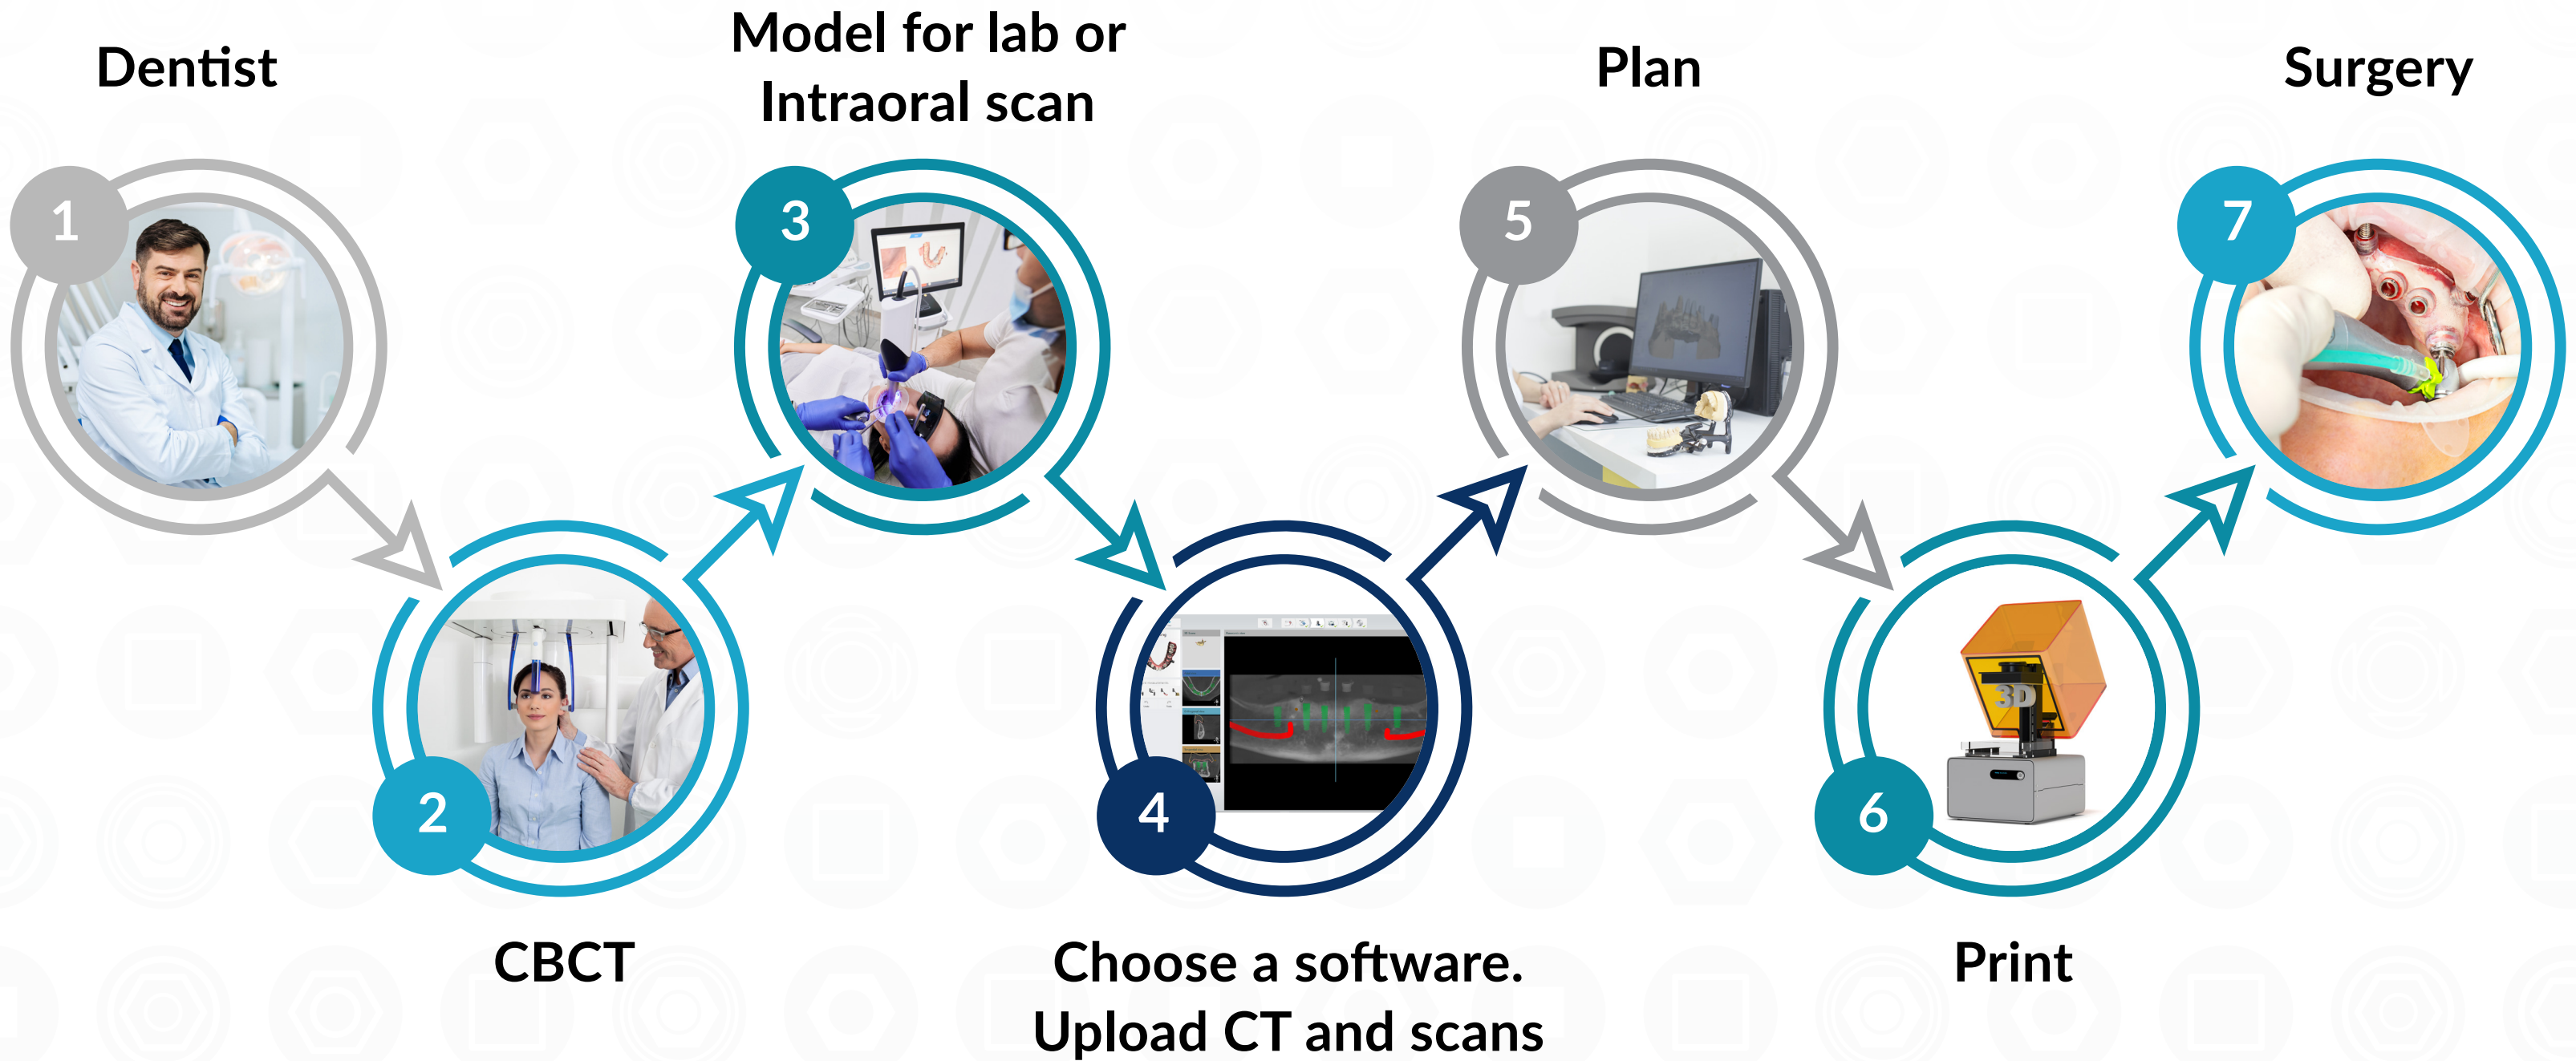 Dentist
1
CBCT
2
Model for lab or
Intraoral scan
3
Choose a software.
Upload CT and scans
4
Plan
5
Print
6
3D
Surgery
7